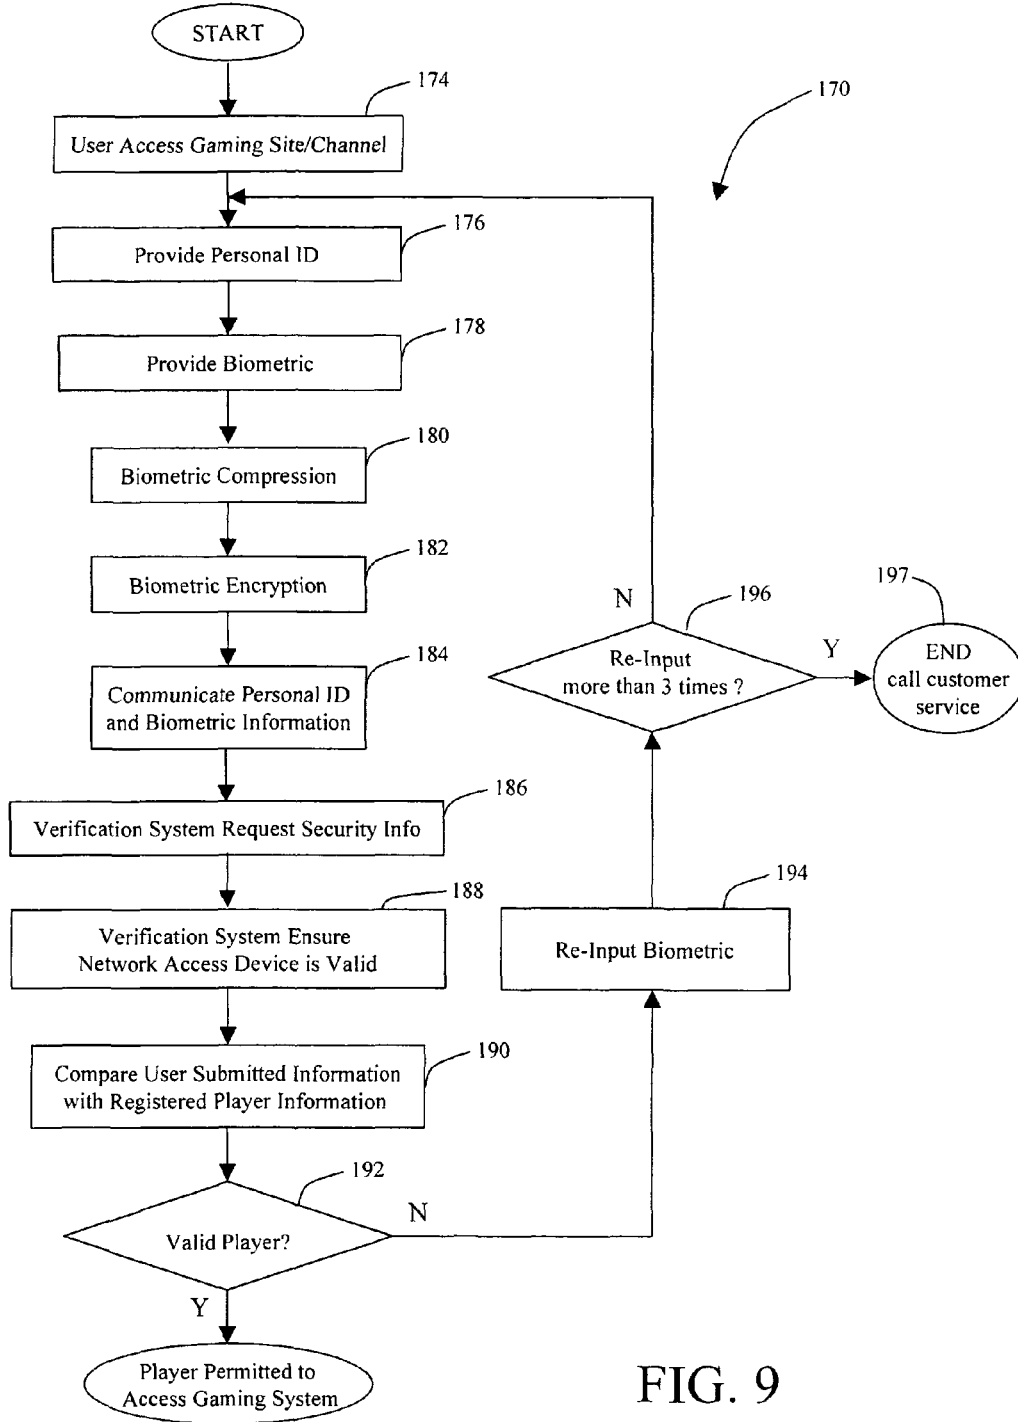 START
174
User Access Gaming Site/Channel
170
176
Provide Personal ID
178
Provide Biometric
180
Biometric Compression
182
Biometric Encryption
184
Communicate Personal ID
and Biometric Information
186
Verification System Request Security Info
188
Verification System Ensure
Network Access Device is Valid
190
Compare User Submitted Information
with Registered Player Information
192
Valid Player?
N
Y
Player Permitted to
Access Gaming System
194
Re-Input Biometric
196
Re-Input
more than 3 times ?
N
Y
197
END
call customer
service
FIG. 9